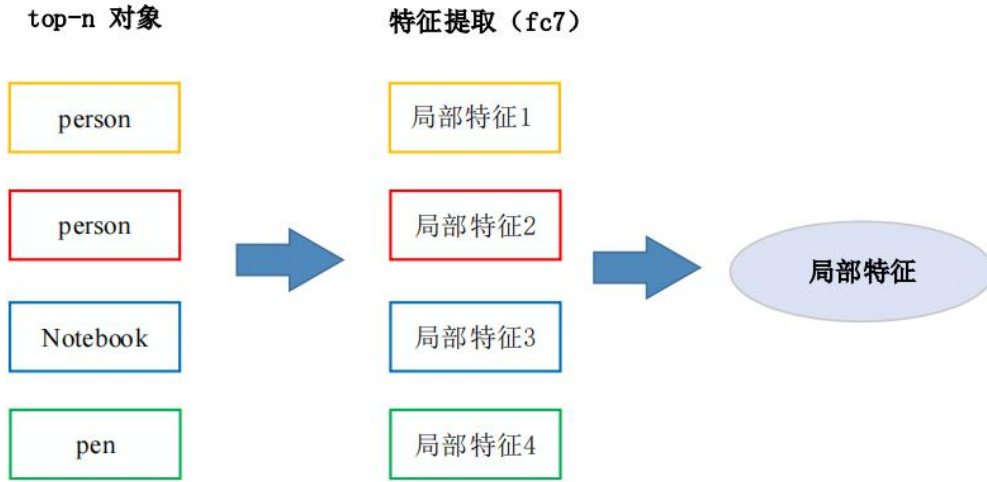 top-n 对象
特征提取（fc7）
person
局部特征1
person
局部特征2
局部特征
Notebook
局部特征3
pen
局部特征4